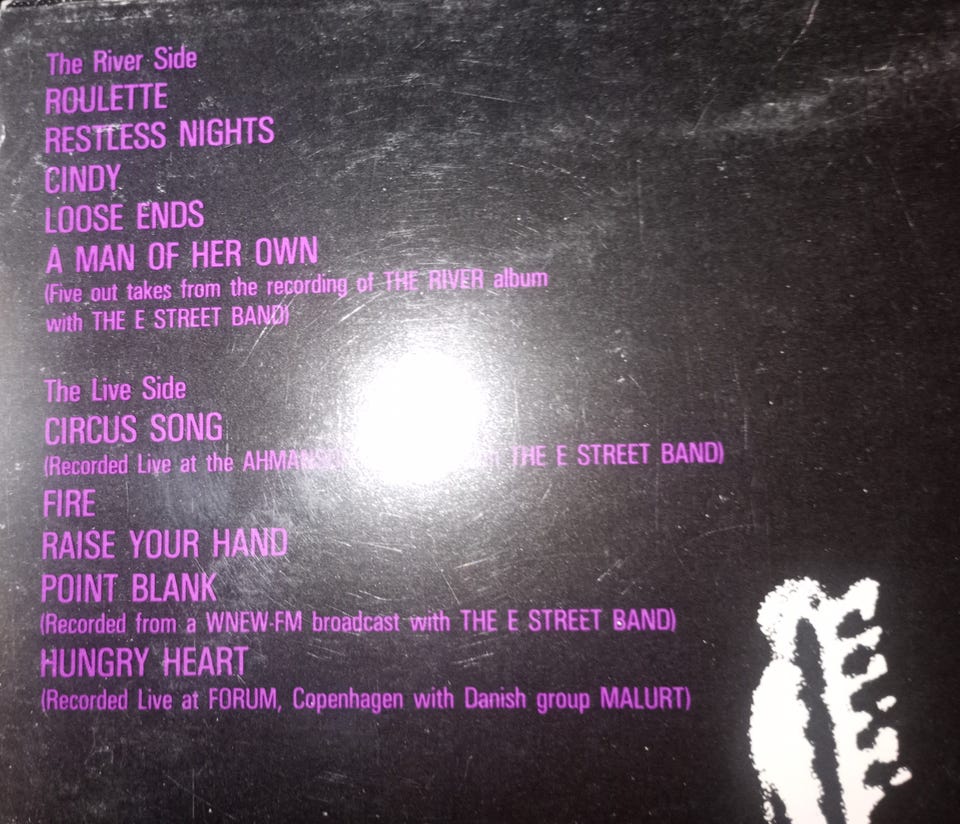 The River Side
ROULETTE
RESTLESS NIGHTS
CINDY
LOOSE ENDS
A MAN OF HER OWN
(Five out takes from the recording of THE RIVER album
with THE E STREET BAND)
The Live Side
CIRCUS SONG
(Recorded Live at the THE E STREET BAND)
FIRE
RAISE YOUR HAND
POINT BLANK
(Recorded from a WNEW-FM broadcast with THE E STREET BAND)
HUNGRY HEART
(Recorded Live at FORUM, Copenhagen with Danish group MALURT)